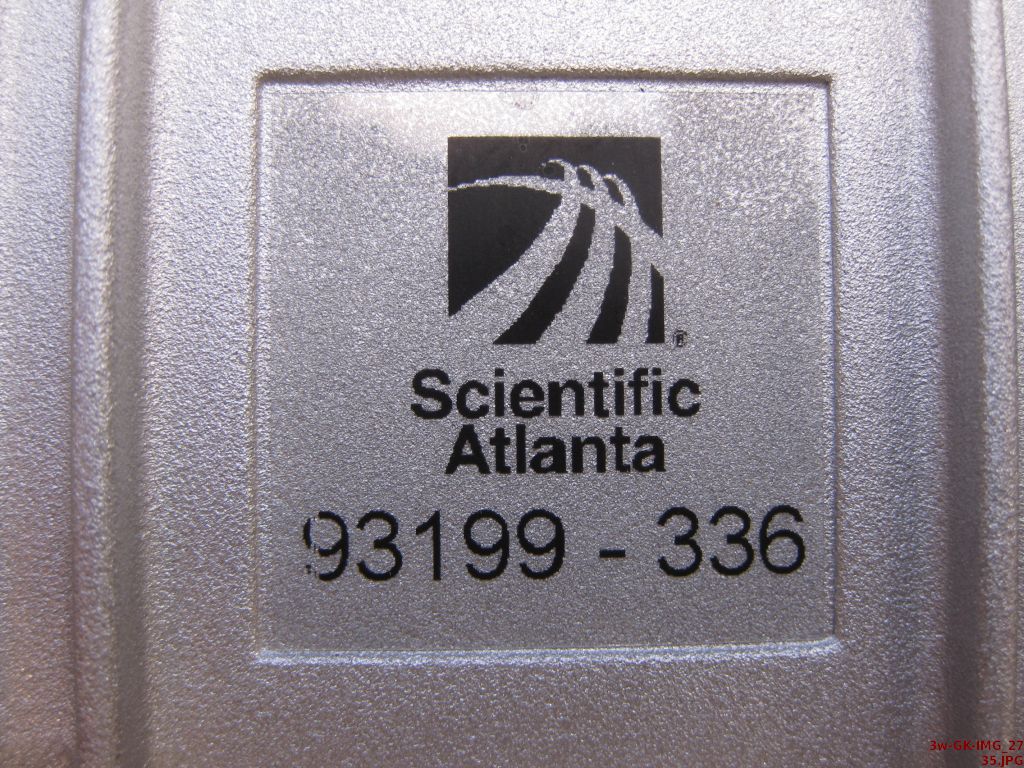 ®
Scientific
Atlanta
93199 - 336
3w-GK-IMG_27
35.JPG